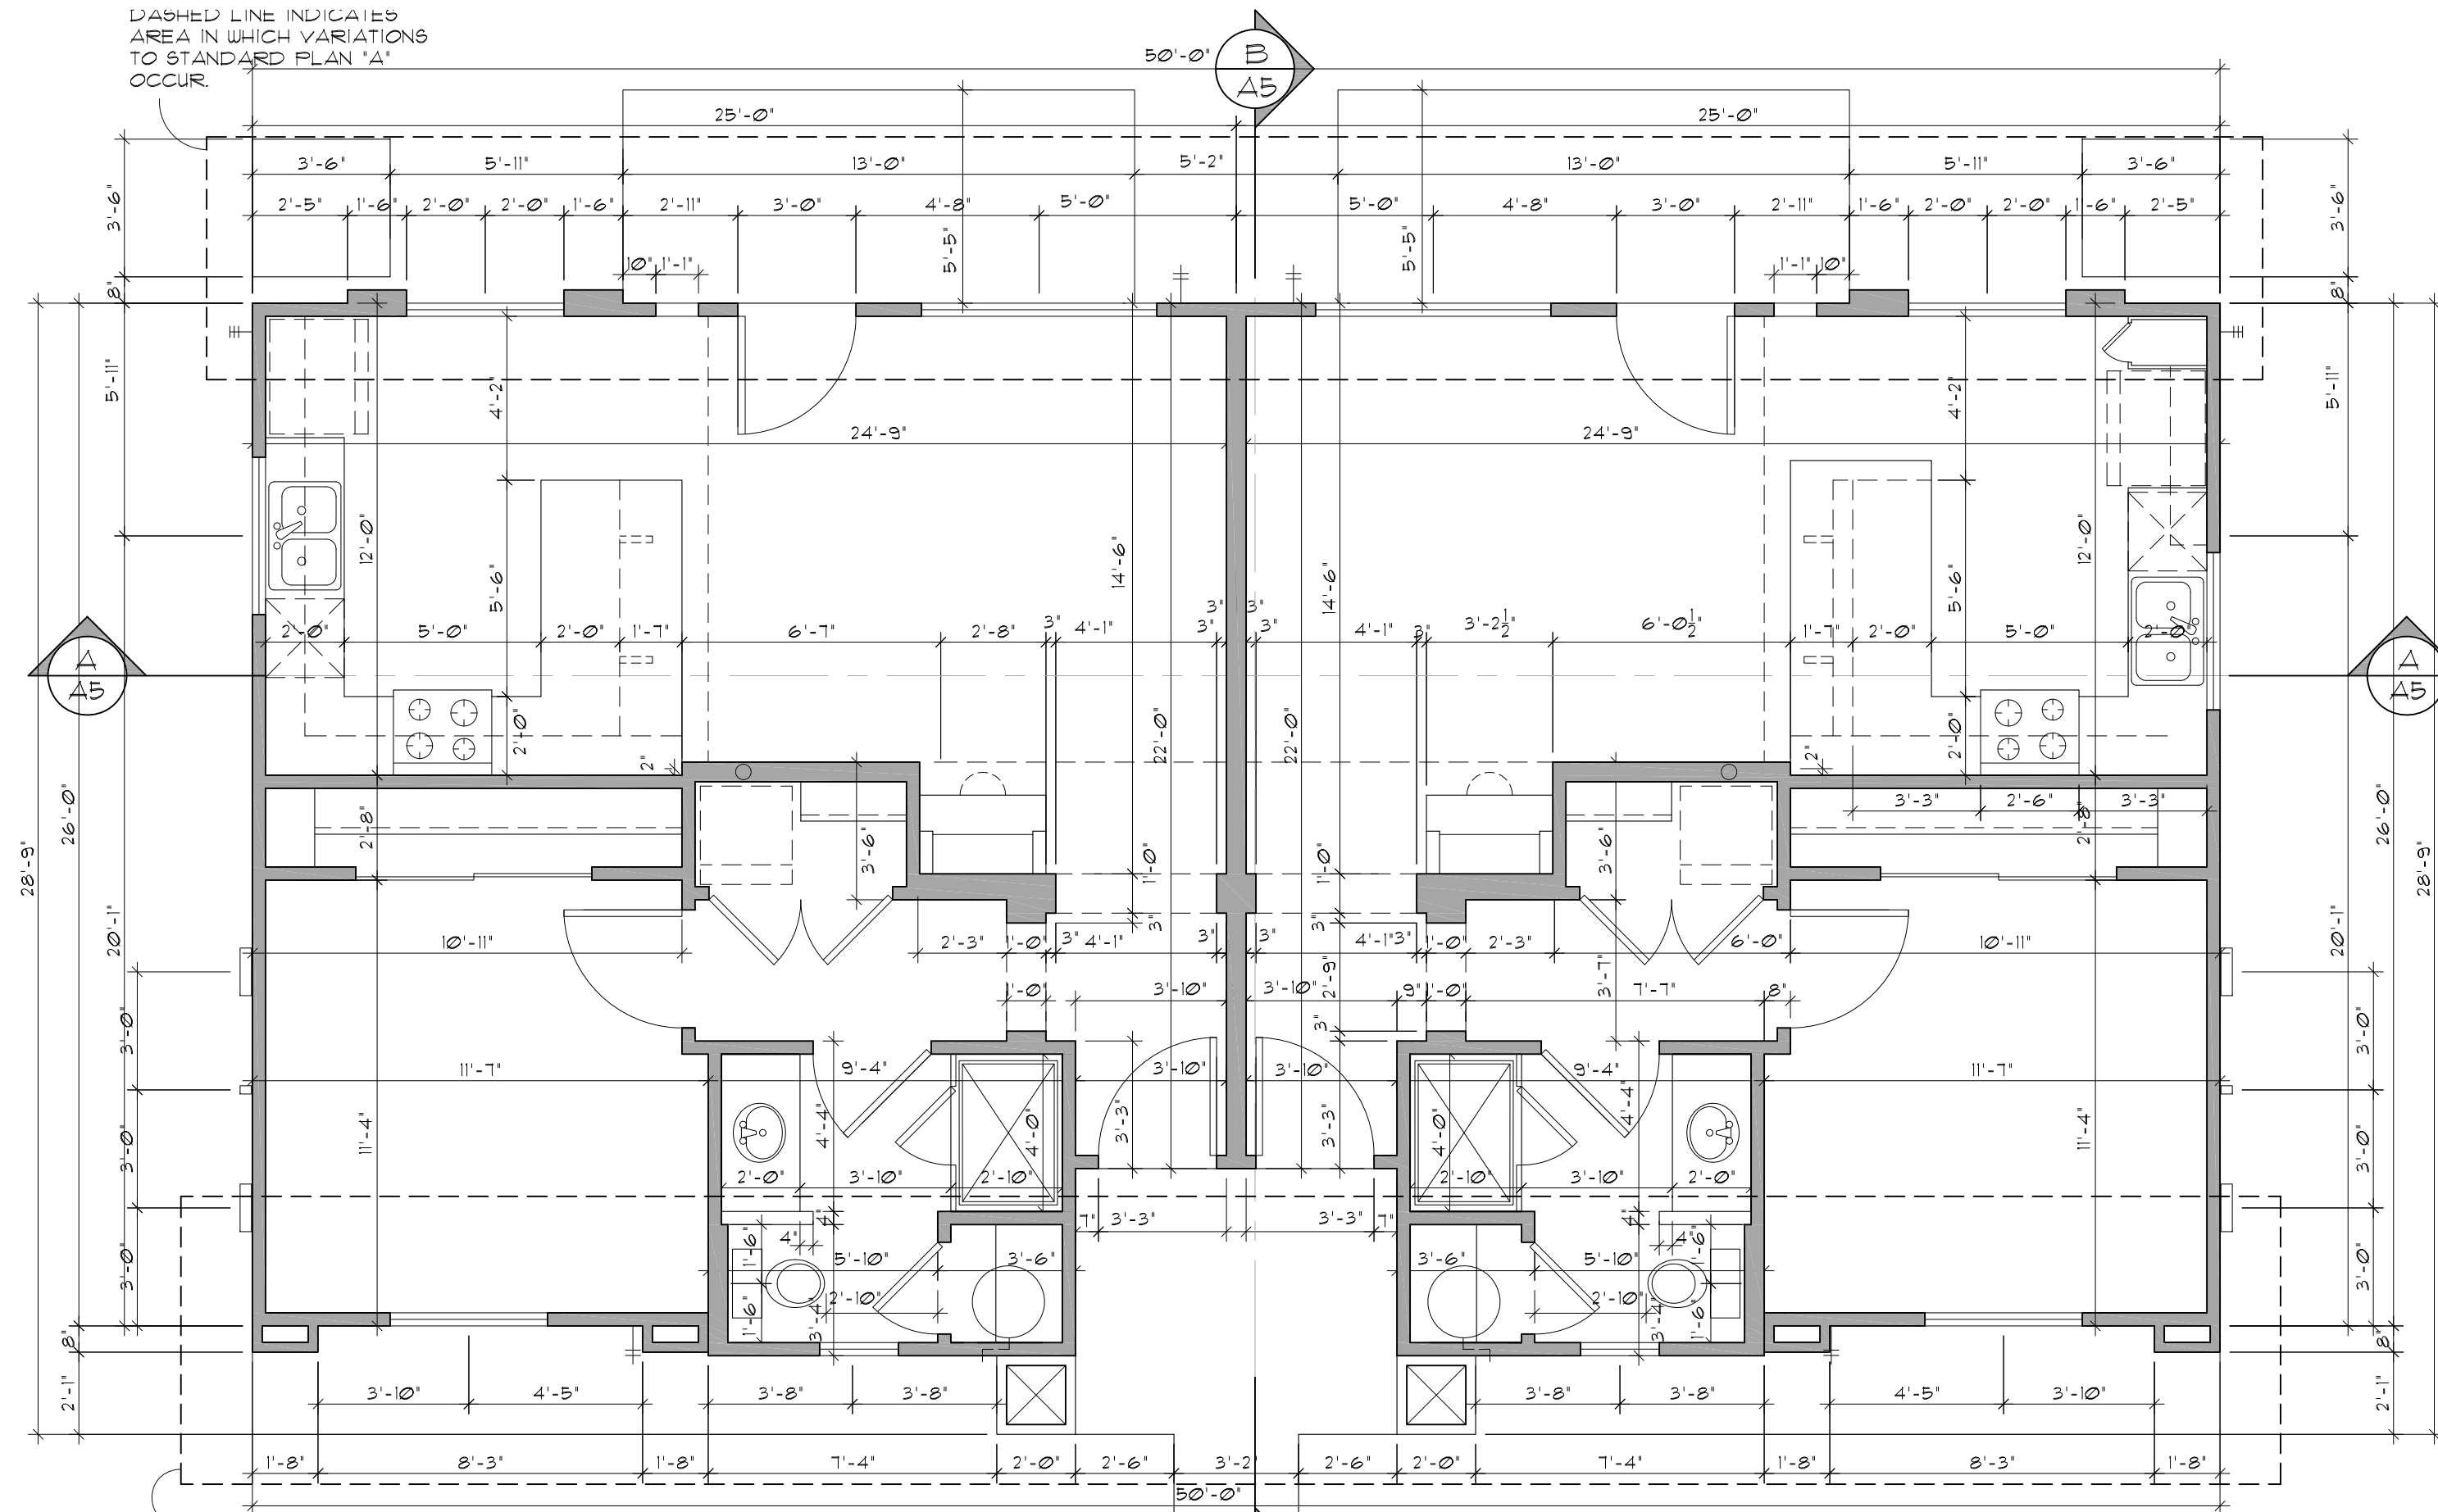 DASHED LINE INDICATES
AREA IN WHICH VARIATIONS
TO STANDARD PLAN "A"
OCCUR.
50'-0"
B
A5
25'-0" 25'-0"
3'-6" 5'-11" 13'-0" 5'-2" 13'-0" 5'-11" 3'-6"
2'-5" 1'-6" 2'-0" 2'-0" 1'-6" 2'-11" 3'-0" 4'-8" 5'-0" 5'-0" 4'-8" 3'-0" 2'-11" 1'-6" 2'-0" 2'-0" 1'-6" 2'-5"
3'-6" 5'-5" 5'-5" 3'-6"
10" 1'-1" 1'-1" 10"
8" 8"
5'-11" 4'-2" 4'-2" 5'-11"
24'-9" 24'-9"
12'-0" 5'-6" 14'-6" 14'-6" 5'-6" 12'-0"
3" 3"
2'-0" 5'-0" 2'-0" 1'-7" 6'-7" 2'-8" 3" 4'-1" 3" 3" 4'-1" 3" 3'-2 1/2" 6'-0 1/2" 1'-7" 2'-0" 5'-0" 2'-0"
A
A5
A
A5
2'-0" 2" 22'-0" 22'-0" 2" 2'-0"
3'-3" 2'-6" 3'-3"
28'-9" 26'-0" 2'-8" 3'-6" 1'-0" 1'-0" 3'-6" 2'-8" 26'-0" 28'-9"
20'-1" 3" 3" 20'-1"
10'-11" 2'-3" 1'-0" 3" 4'-1" 3" 3" 4'-1" 3" 1'-0" 2'-3" 6'-0" 10'-11"
2'-9" 3'-7"
1'-0" 3'-10" 3'-10" 9" 1'-0" 7'-7" 8"
3'-0" 3" 3'-0"
11'-7" 9'-4" 3'-10" 3'-10" 9'-4" 11'-7"
3'-0" 11'-4" 4'-4" 4'-0" 3'-3" 3'-3" 4'-0" 4'-4" 11'-4" 3'-0"
2'-0" 3'-10" 2'-10" 2'-10" 3'-10" 2'-0"
4" 7" 3'-3" 3'-3" 7" 4"
1'-6" 4" 4" 1'-6"
3'-0" 5'-10" 3'-6" 3'-6" 5'-10" 3'-0"
1'-6" 3'-4" 2'-10" 2'-10" 3'-4" 1'-6"
8" 8"
2'-1" 3'-10" 4'-5" 3'-8" 3'-8" 3'-8" 3'-8" 4'-5" 3'-10" 2'-1"
1'-8" 8'-3" 1'-8" 7'-4" 2'-0" 2'-6" 3'-2 2'-6" 2'-0" 7'-4" 1'-8" 8'-3" 1'-8"
50'-0"